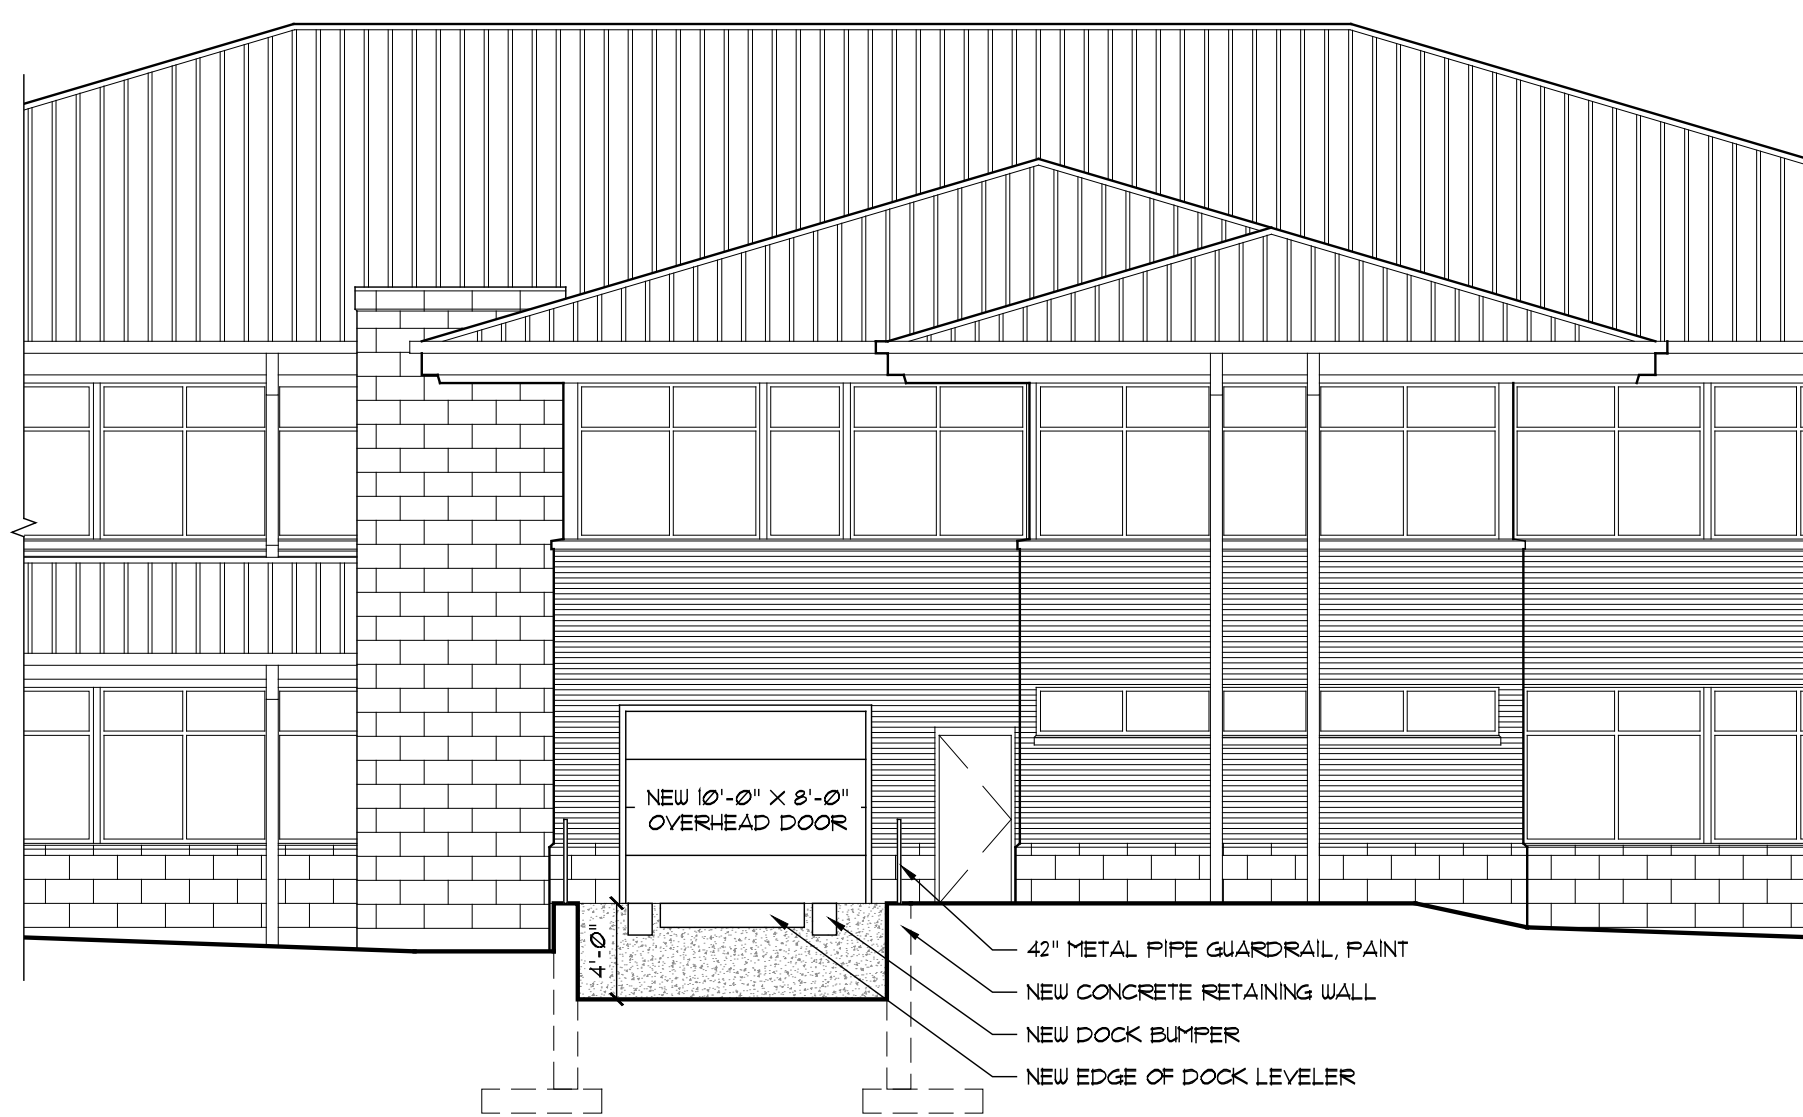 NEW 10'-0" X 8'-0"
OVERHEAD DOOR
4'-0"
42" METAL PIPE GUARDRAIL, PAINT
NEW CONCRETE RETAINING WALL
NEW DOCK BUMPER
NEW EDGE OF DOCK LEVELER